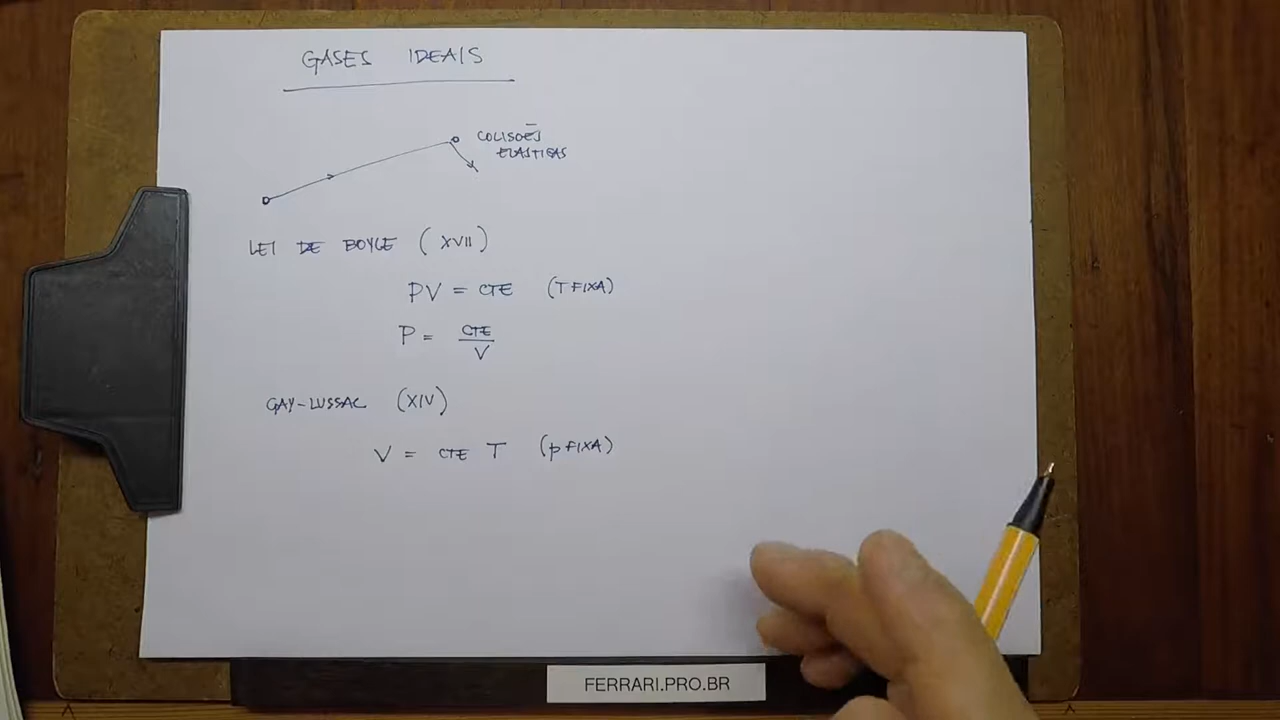 GASES IDEAIS
COLISÕES
ELASTICAS
LEI DE BOYLE (XVII)
PV = CTE (T FIXA)
P = CTE
V
GAY-LUSSAC (XIV)
V = CTE T (p FIXA)
FERRARI.PRO.BR